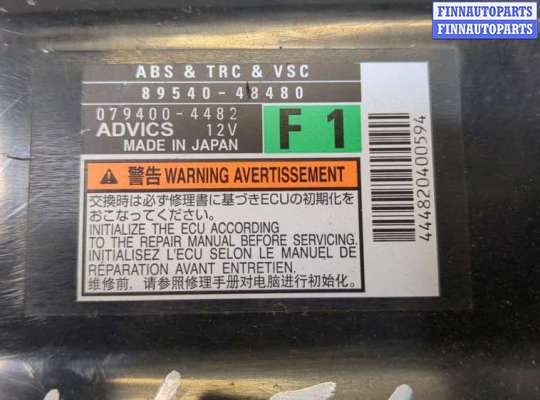 FINNAUTOPARTS
FINNAUTOPARTS
ABS & TRC & VSC
89540-48480
079400-4482
ADVICS 12V
MADE IN JAPAN
F1
444820400594
警告 WARNING AVERTISSEMENT
交換時は必ず修理書に基づきECUの初期化を
おこなってください。
INITIALIZE THE ECU ACCORDING
TO THE REPAIR MANUAL BEFORE SERVICING.
INITIALISEZ L'ECU SELON LE MANUEL DE
RÉPARATION AVANT ENTRETIEN.
维修前，请参照修理手册对电脑进行初始化。